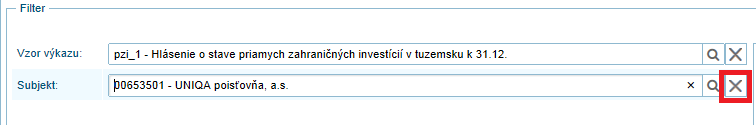 Filter
Vzor výkazu: pzi_1 - Hlásenie o stave priamych zahraničných investícií v tuzemsku k 31.12.
Subjekt: 00653501 - UNIQA poisťovňa, a.s.